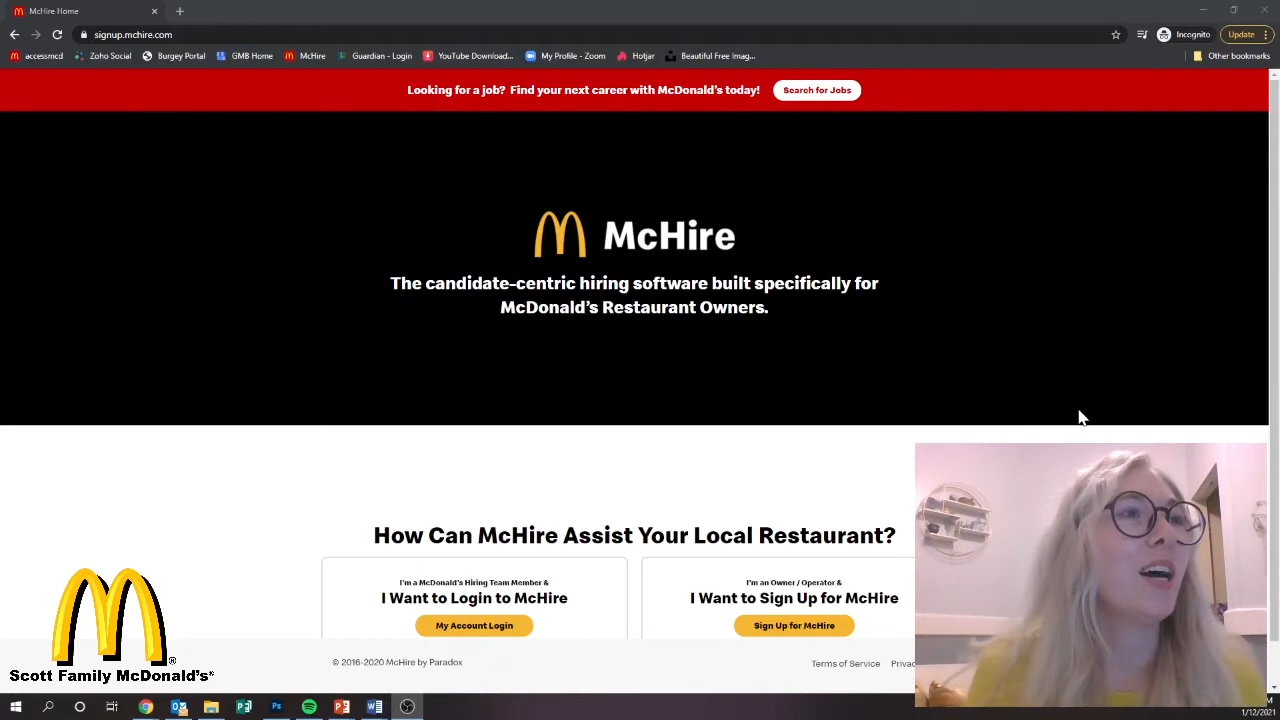 McHire Home
signup.mchire.com
Incognito
Update
accessmcd
Zoho Social
Burgey Portal
GMB Home
McHire
Guardian - Login
YouTube Download...
My Profile - Zoom
Hotjar
Beautiful Free Imag...
Other bookmarks
Looking for a job? Find your next career with McDonald's today!
Search for Jobs
McHire
The candidate-centric hiring software built specifically for
McDonald's Restaurant Owners.
How Can McHire Assist Your Local Restaurant?
I'm a McDonald's Hiring Team Member &
I Want to Login to McHire
My Account Login
I'm an Owner / Operator &
I Want to Sign Up for McHire
Sign Up for McHire
© 2016-2020 McHire by Paradox
Terms of Service
Privac
®
Scott Family McDonald's®
M
1/12/2021